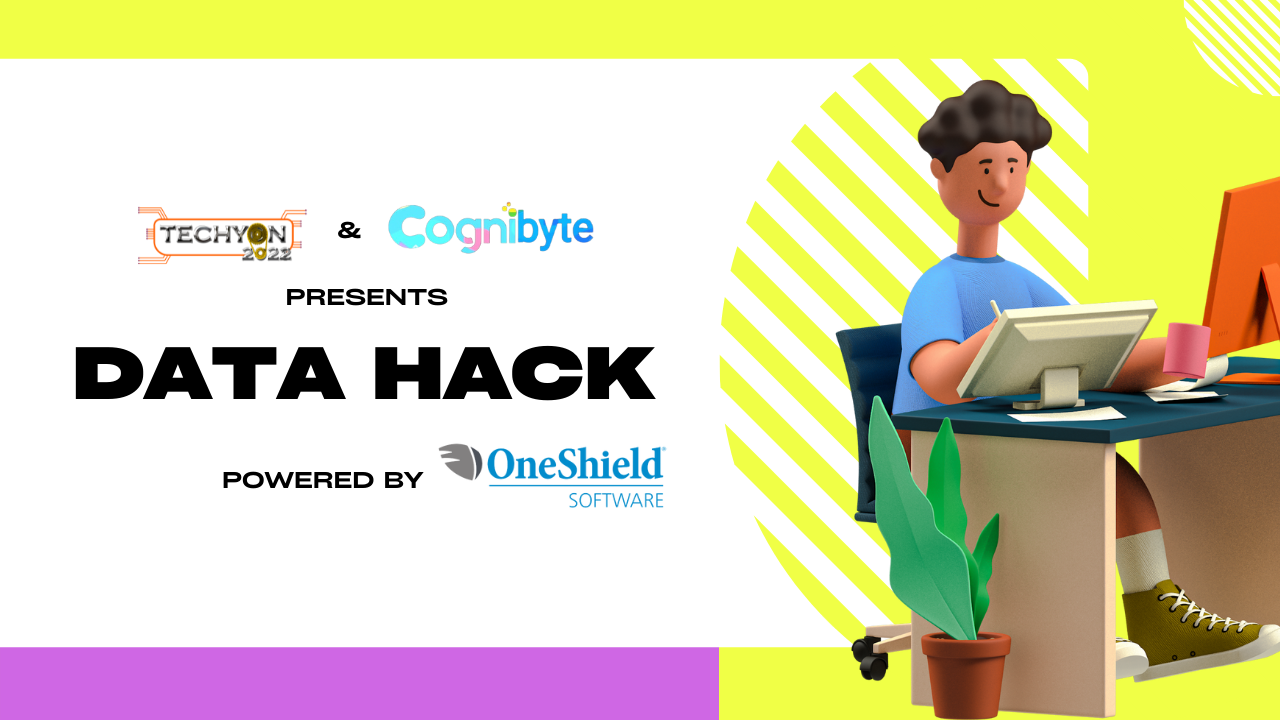 TECHYON 2022 & Cognibyte
PRESENTS
DATA HACK
POWERED BY OneShield®
SOFTWARE